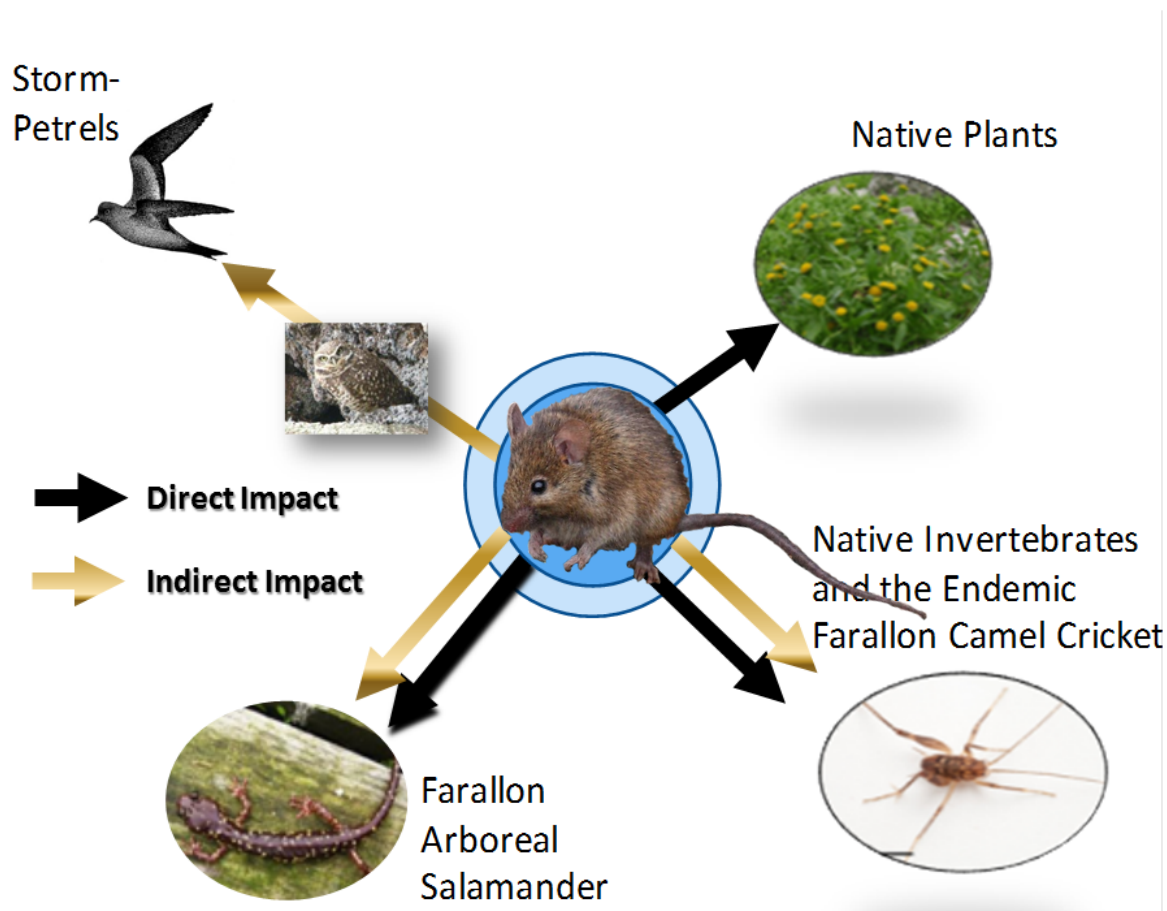 Storm-
Petrels
Native Plants
Direct Impact
Indirect Impact
Native Invertebrates
and the Endemic
Farallon Camel Cricket
Farallon
Arboreal
Salamander